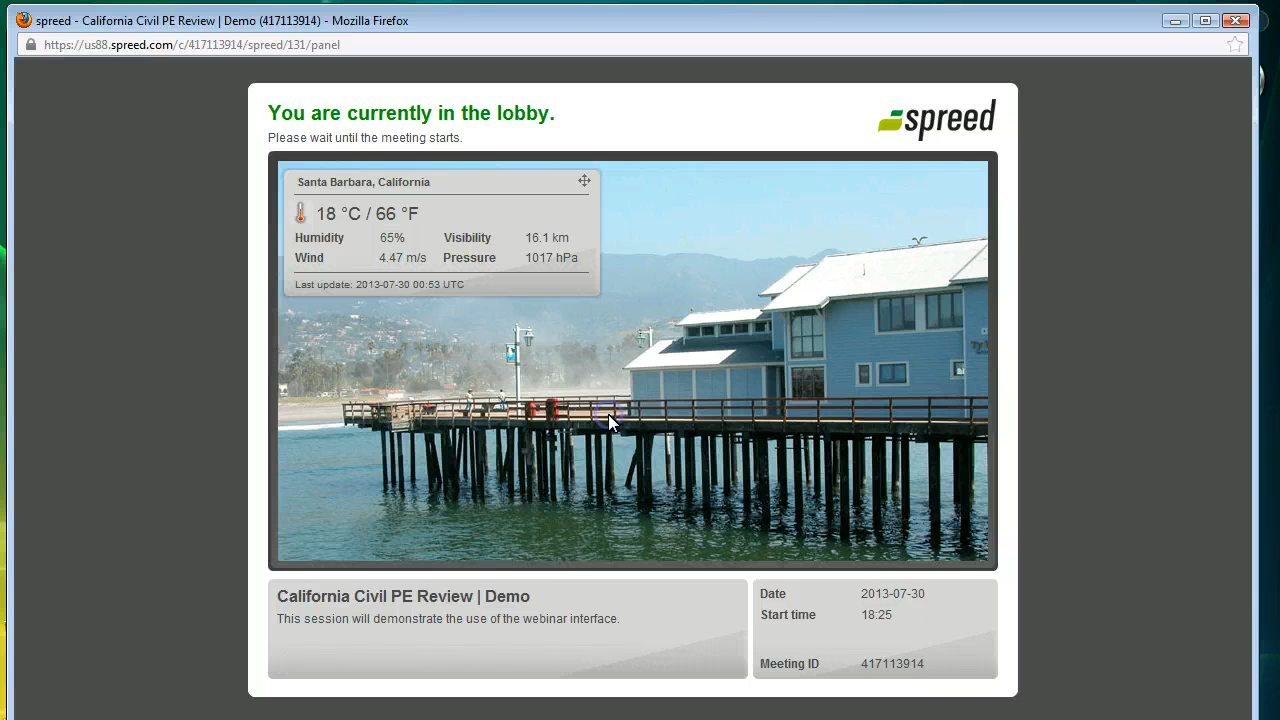 spreed - California Civil PE Review | Demo (417113914) - Mozilla Firefox
https://us88.spreed.com/c/417113914/spreed/131/panel
You are currently in the lobby.
Please wait until the meeting starts.
spreed
Santa Barbara, California
18 °C / 66 °F
Humidity 65% Visibility 16.1 km
Wind 4.47 m/s Pressure 1017 hPa
Last update: 2013-07-30 00:53 UTC
California Civil PE Review | Demo
This session will demonstrate the use of the webinar interface.
Date 2013-07-30
Start time 18:25
Meeting ID 417113914